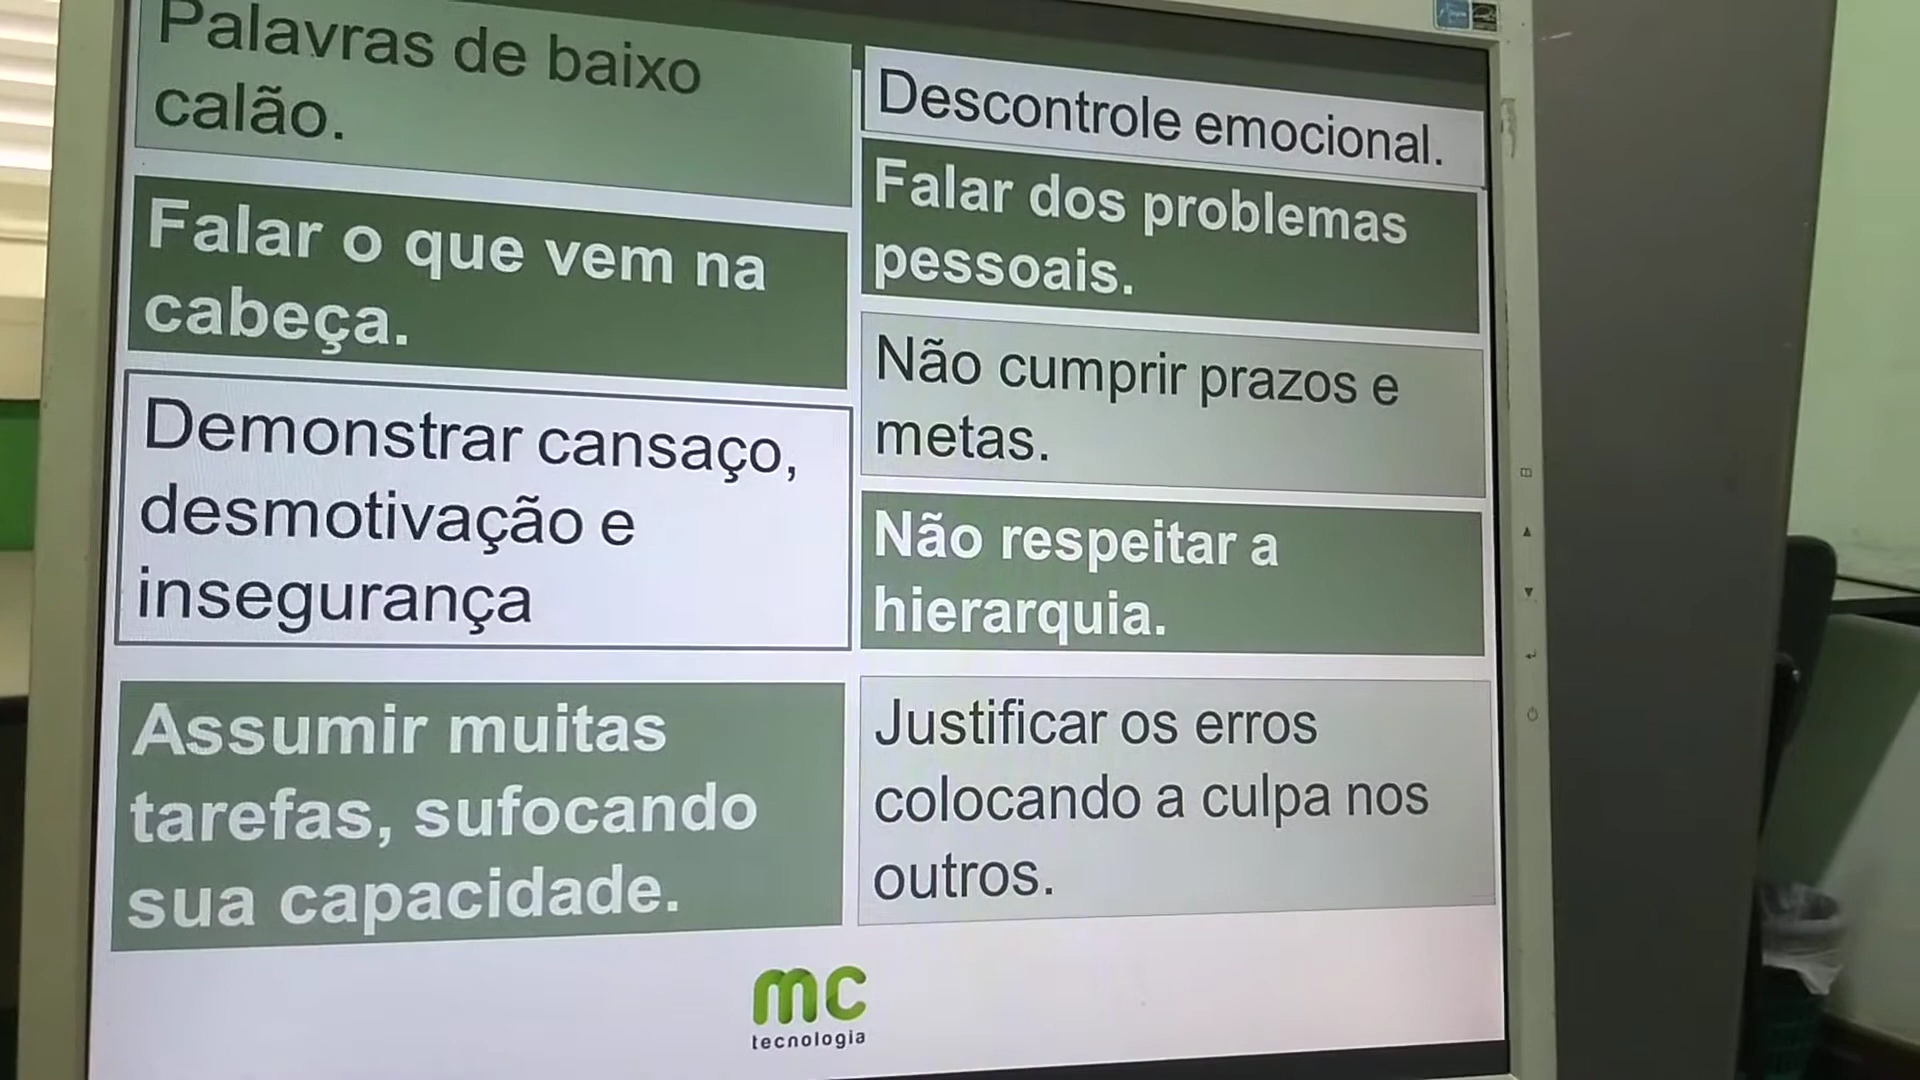 Palavras de baixo
calão.
Falar o que vem na
cabeça.
Demonstrar cansaço,
desmotivação e
insegurança
Assumir muitas
tarefas, sufocando
sua capacidade.
Descontrole emocional.
Falar dos problemas
pessoais.
Não cumprir prazos e
metas.
Não respeitar a
hierarquia.
Justificar os erros
colocando a culpa nos
outros.
mc
tecnologia